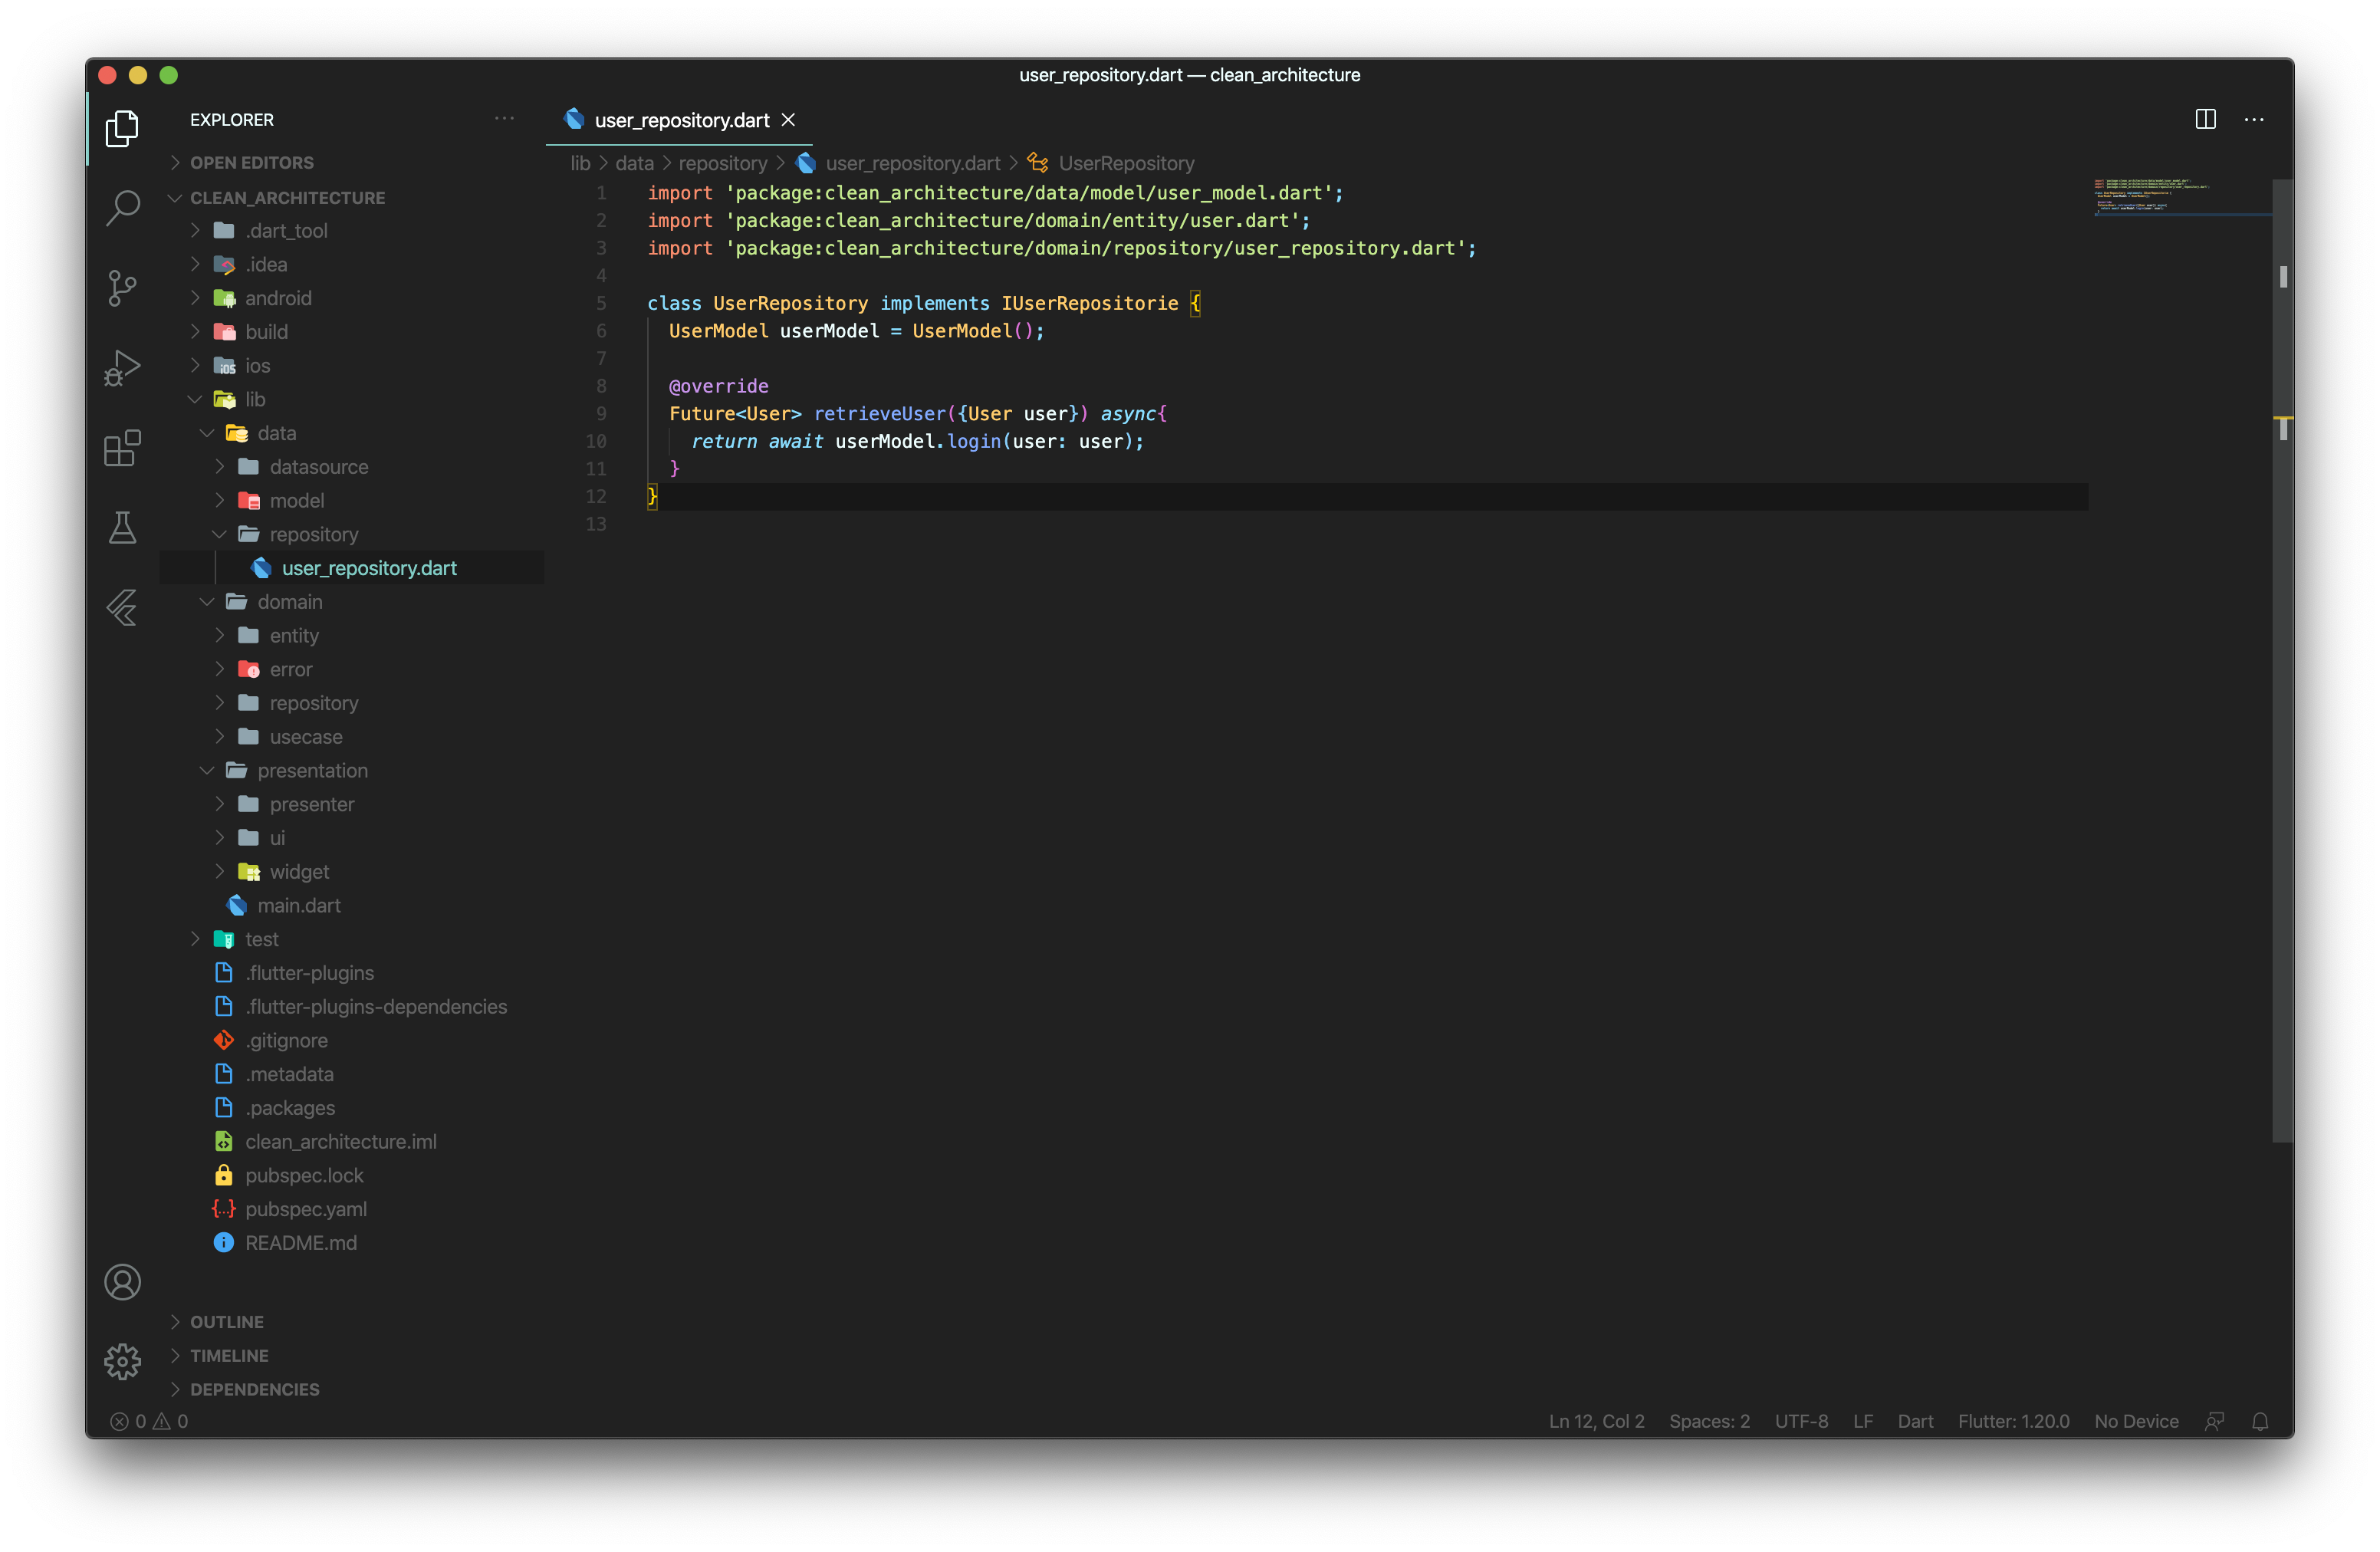 user_repository.dart — clean_architecture
EXPLORER
OPEN EDITORS
CLEAN_ARCHITECTURE
.dart_tool
.idea
android
build
ios
lib
data
datasource
model
repository
user_repository.dart
domain
entity
error
repository
usecase
presentation
presenter
ui
widget
main.dart
test
.flutter-plugins
.flutter-plugins-dependencies
.gitignore
.metadata
.packages
clean_architecture.iml
pubspec.lock
pubspec.yaml
README.md
OUTLINE
TIMELINE
DEPENDENCIES
user_repository.dart
lib > data > repository > user_repository.dart > UserRepository
1 import 'package:clean_architecture/data/model/user_model.dart';
2 import 'package:clean_architecture/domain/entity/user.dart';
3 import 'package:clean_architecture/domain/repository/user_repository.dart';
4
5 class UserRepository implements IUserRepositorie {
6 UserModel userModel = UserModel();
7
8 @override
9 Future<User> retrieveUser({User user}) async{
10 return await userModel.login(user: user);
11 }
12 }
13
0 0
Ln 12, Col 2 Spaces: 2 UTF-8 LF Dart Flutter: 1.20.0 No Device